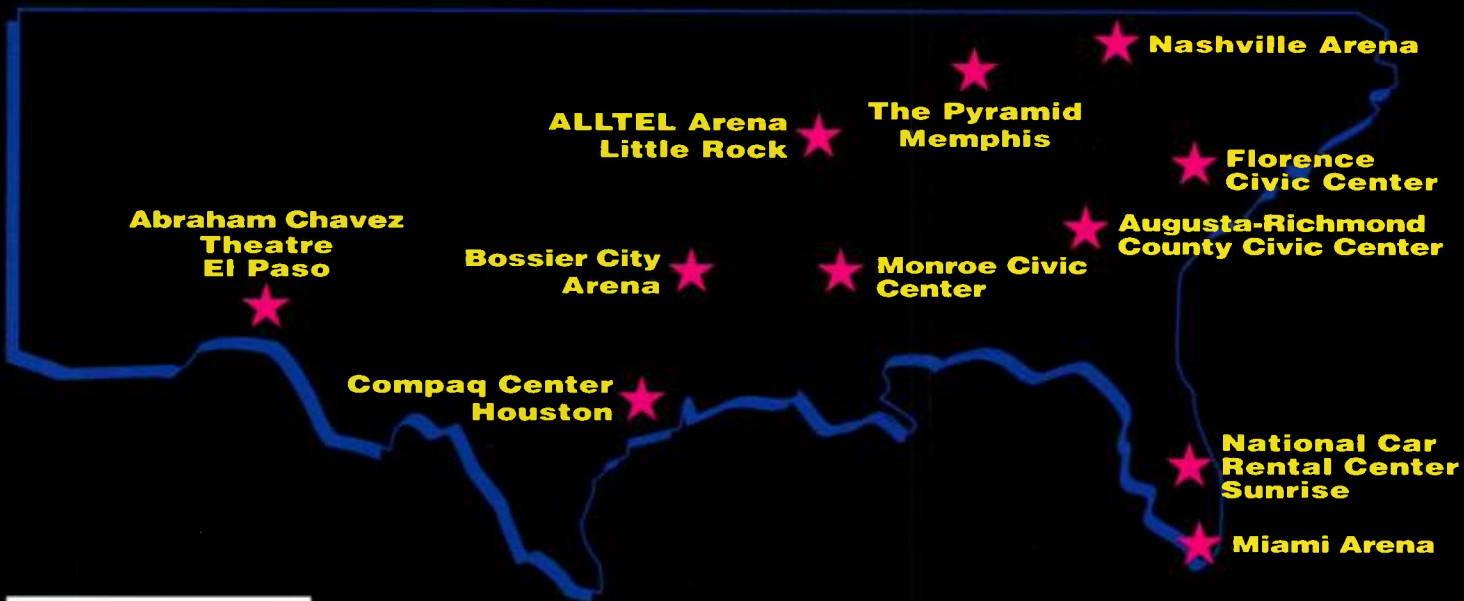 Nashville Arena
The Pyramid
Memphis
ALLTEL Arena
Little Rock
Florence
Civic Center
Abraham Chavez
Theatre
El Paso
Augusta-Richmond
County Civic Center
Bossier City
Arena
Monroe Civic
Center
Compaq Center
Houston
National Car
Rental Center
Sunrise
Miami Arena